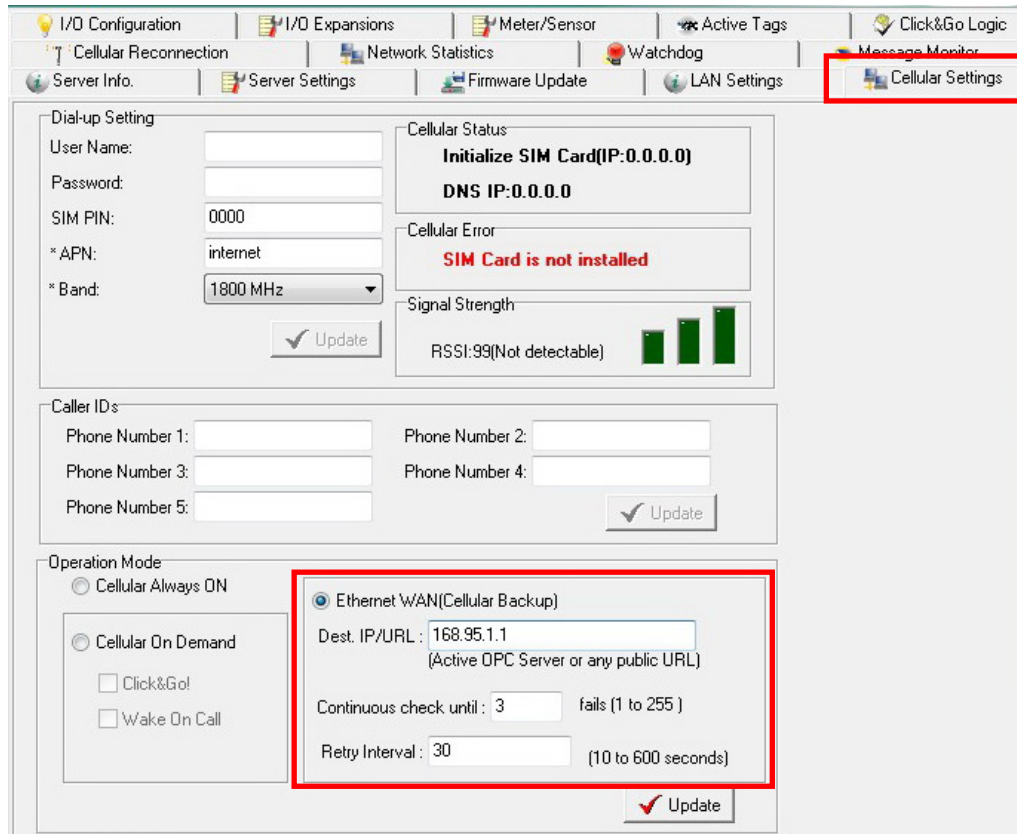 I/O Configuration
I/O Expansions
Meter/Sensor
Active Tags
Click&Go Logic
Cellular Reconnection
Network Statistics
Watchdog
Message Monitor
Server Info.
Server Settings
Firmware Update
LAN Settings
Cellular Settings
Dial-up Setting
User Name:
Password:
SIM PIN: 0000
* APN: internet
* Band: 1800 MHz
Update
Cellular Status
Initialize SIM Card(IP:0.0.0.0)
DNS IP:0.0.0.0
Cellular Error
SIM Card is not installed
Signal Strength
RSSI:99(Not detectable)
Caller IDs
Phone Number 1:
Phone Number 2:
Phone Number 3:
Phone Number 4:
Phone Number 5:
Update
Operation Mode
Cellular Always ON
Cellular On Demand
Click&Go!
Wake On Call
Ethernet WAN(Cellular Backup)
Dest. IP/URL : 168.95.1.1
(Active OPC Server or any public URL)
Continuous check until : 3 fails (1 to 255 )
Retry Interval : 30 (10 to 600 seconds)
Update